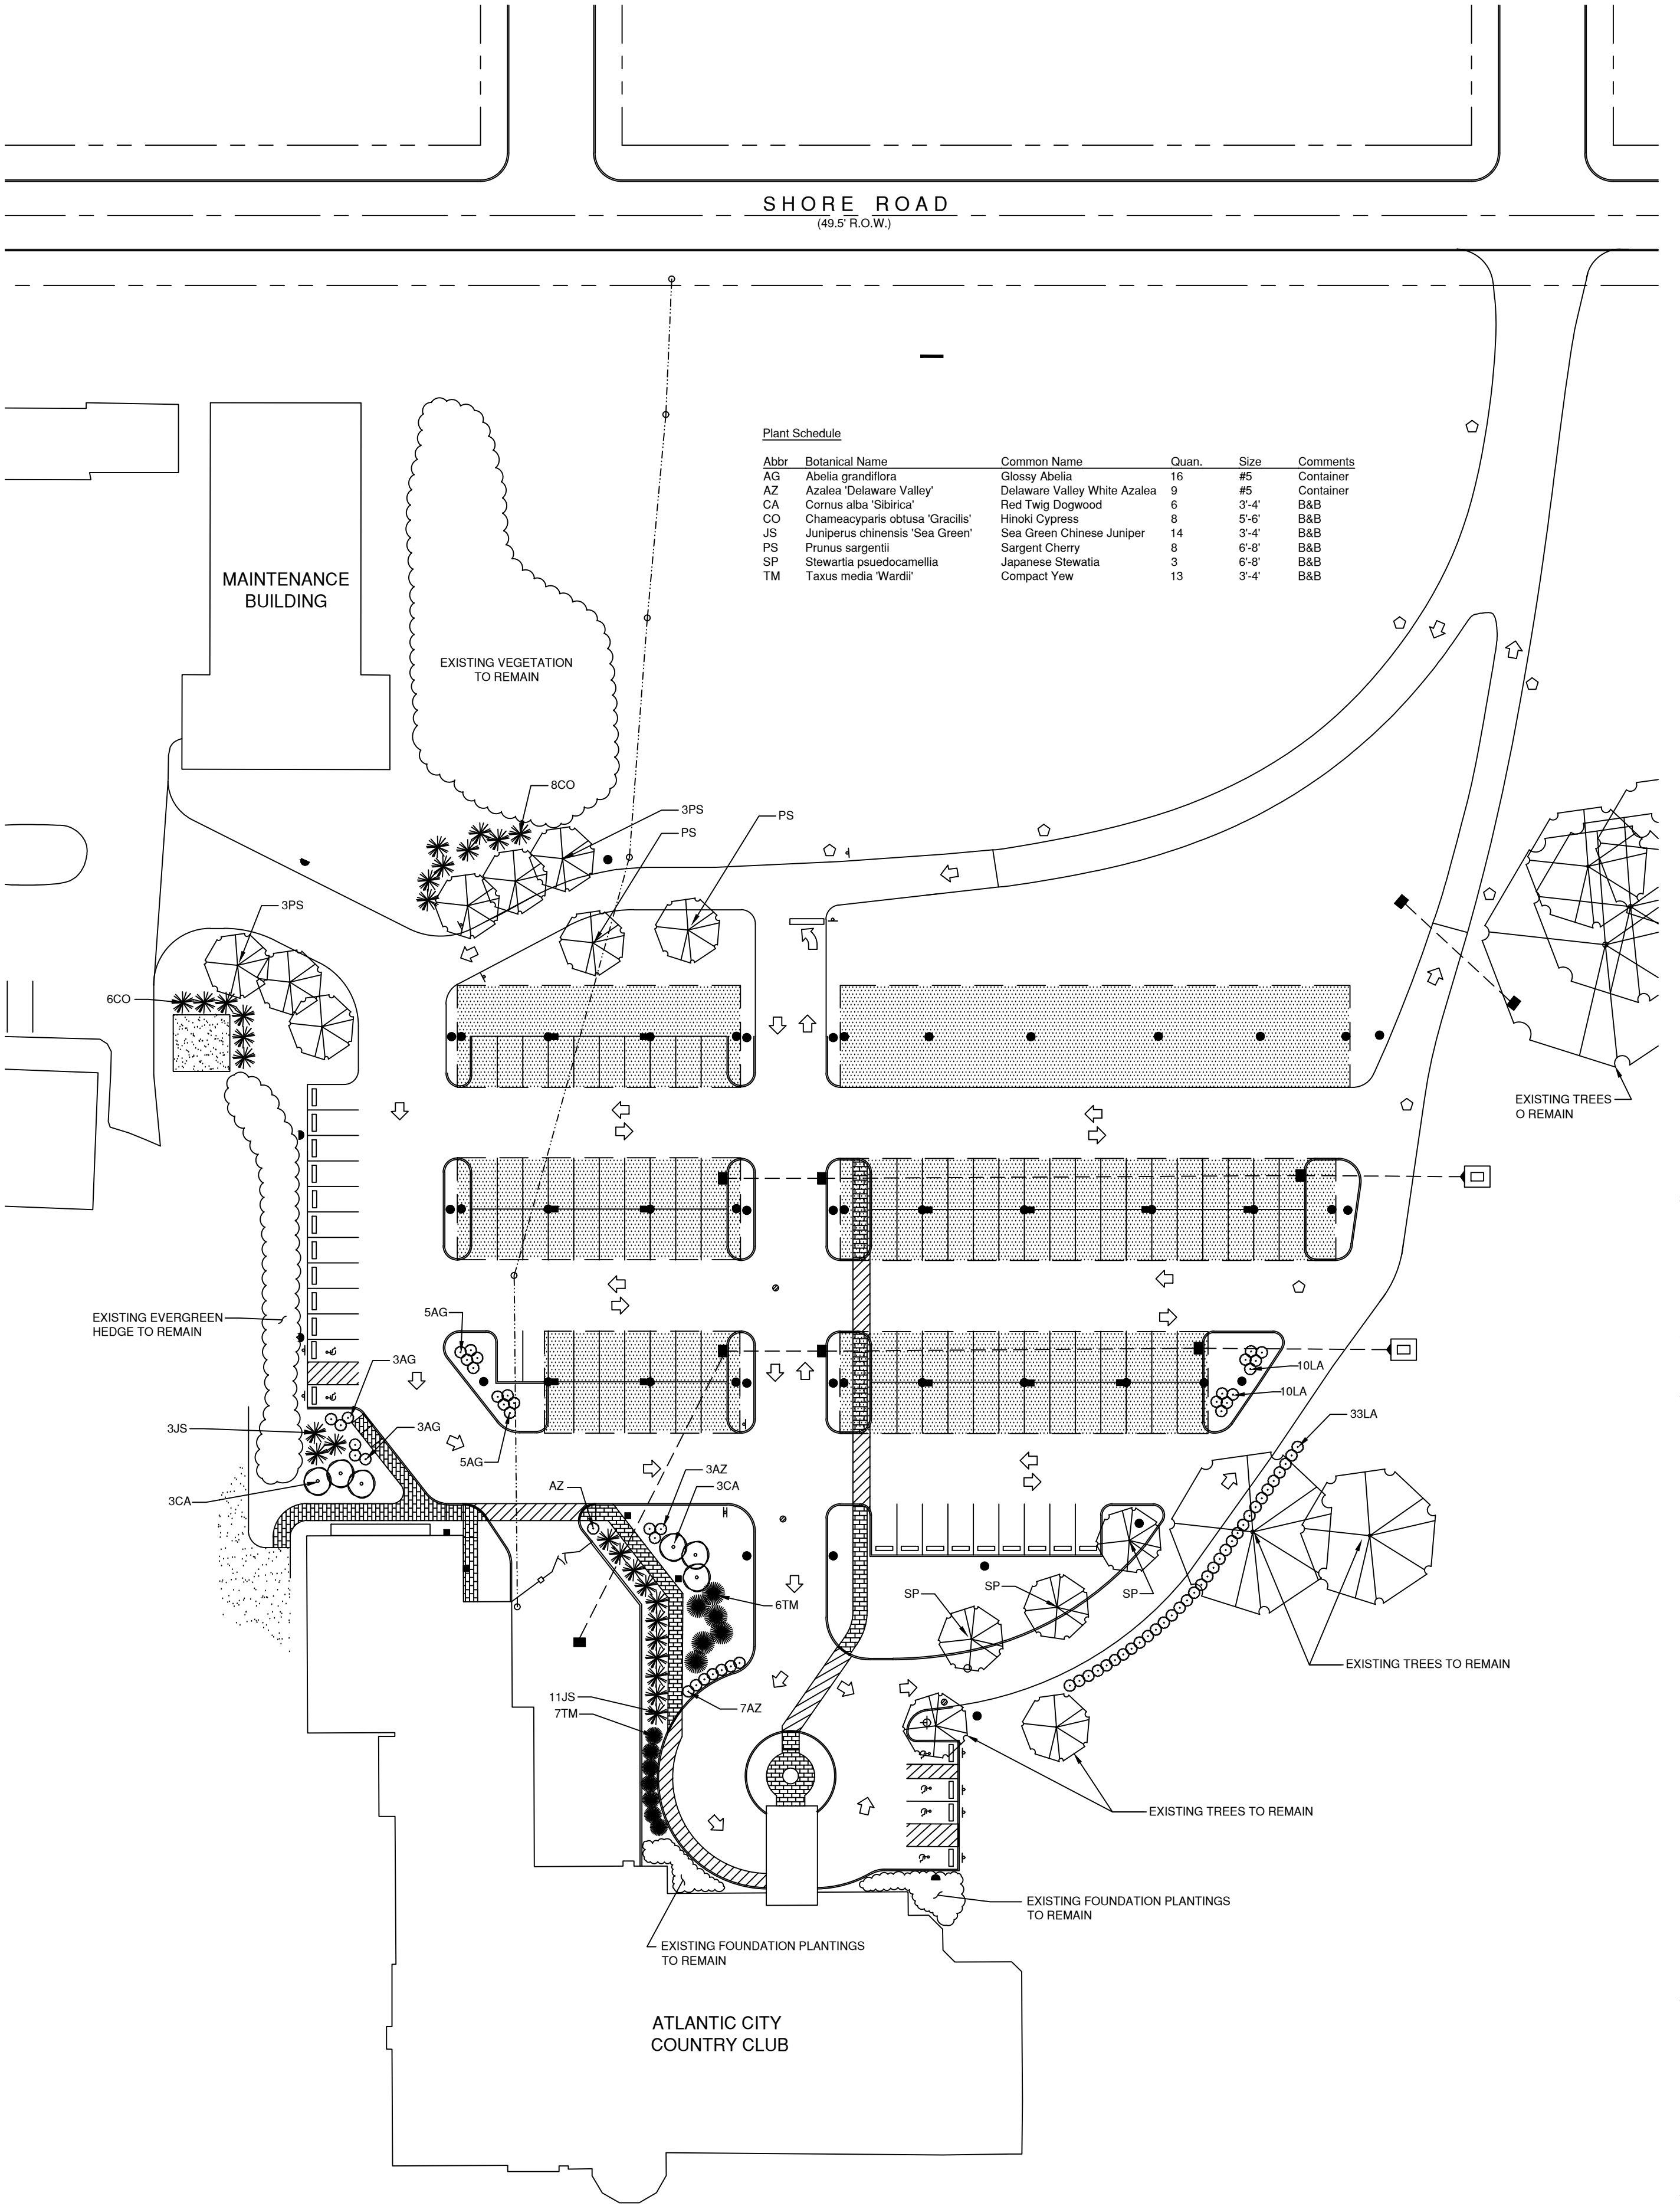 SHORE ROAD
(49.5' R.O.W.)
Plant Schedule
Abbr Botanical Name Common Name Quan. Size Comments
AG Abelia grandiflora Glossy Abelia 16 #5 Container
AZ Azalea 'Delaware Valley' Delaware Valley White Azalea 9 #5 Container
CA Cornus alba 'Sibirica' Red Twig Dogwood 6 3'-4' B&B
CO Chameacyparis obtusa 'Gracilis' Hinoki Cypress 8 5'-6' B&B
JS Juniperus chinensis 'Sea Green' Sea Green Chinese Juniper 14 3'-4' B&B
PS Prunus sargentii Sargent Cherry 8 6'-8' B&B
SP Stewartia psuedocamellia Japanese Stewatia 3 6'-8' B&B
TM Taxus media 'Wardii' Compact Yew 13 3'-4' B&B
MAINTENANCE
BUILDING
EXISTING VEGETATION
TO REMAIN
8CO
3PS
PS
PS
3PS
6CO
EXISTING TREES
O REMAIN
EXISTING EVERGREEN
HEDGE TO REMAIN
5AG
3AG
10LA
10LA
33LA
3JS
3AG
5AG
3AZ
3CA
AZ
3CA
SP
SP
SP
6TM
EXISTING TREES TO REMAIN
11JS
7TM
7AZ
EXISTING TREES TO REMAIN
EXISTING FOUNDATION PLANTINGS
TO REMAIN
EXISTING FOUNDATION PLANTINGS
TO REMAIN
ATLANTIC CITY
COUNTRY CLUB